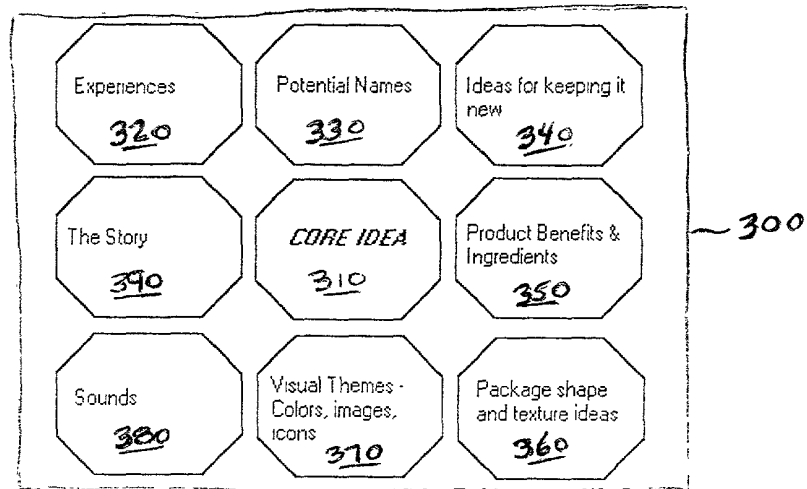 Experiences
320
Potential Names
330
Ideas for keeping it
new
340
The Story
390
CORE IDEA
310
Product Benefits &
Ingredients
350
300
Sounds
380
Visual Themes -
Colors, images,
icons
370
Package shape
and texture ideas
360